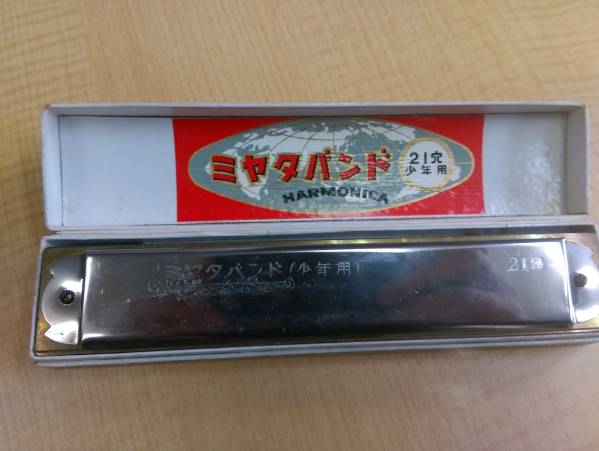 ミヤタバンド
21穴
少年用
HARMONICA
ミヤタバンド(少年用)
21穴